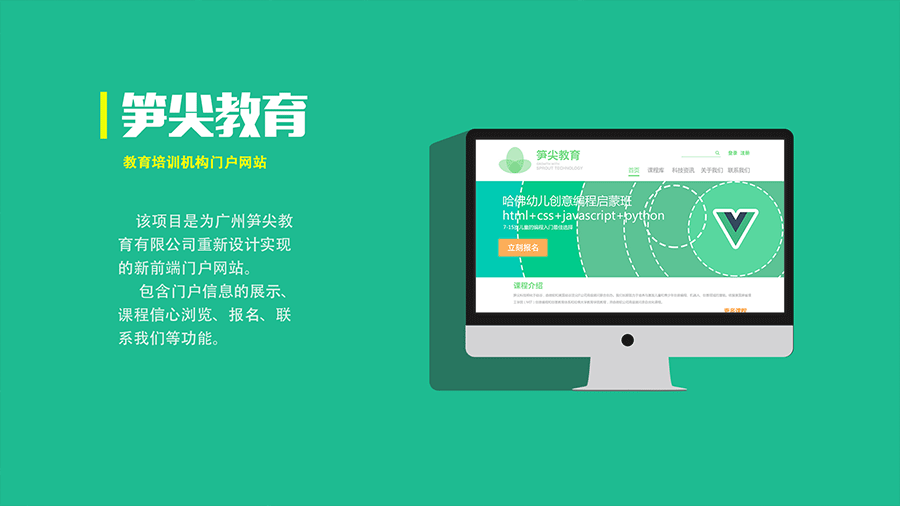 笋尖教育
教育培训机构门户网站
该项目是为广州笋尖教
育有限公司重新设计实现
的新前端门户网站。
包含门户信息的展示、
课程信心浏览、报名、联
系我们等功能。
笋尖教育
SPROUT TECHNOLOGY
登录 注册
首页 课程库 科技资讯 关于我们 联系我们
哈佛幼儿创意编程启蒙班
html+css+javascript+python
7-15岁儿童的编程入门最佳选择
立刻报名
课程介绍